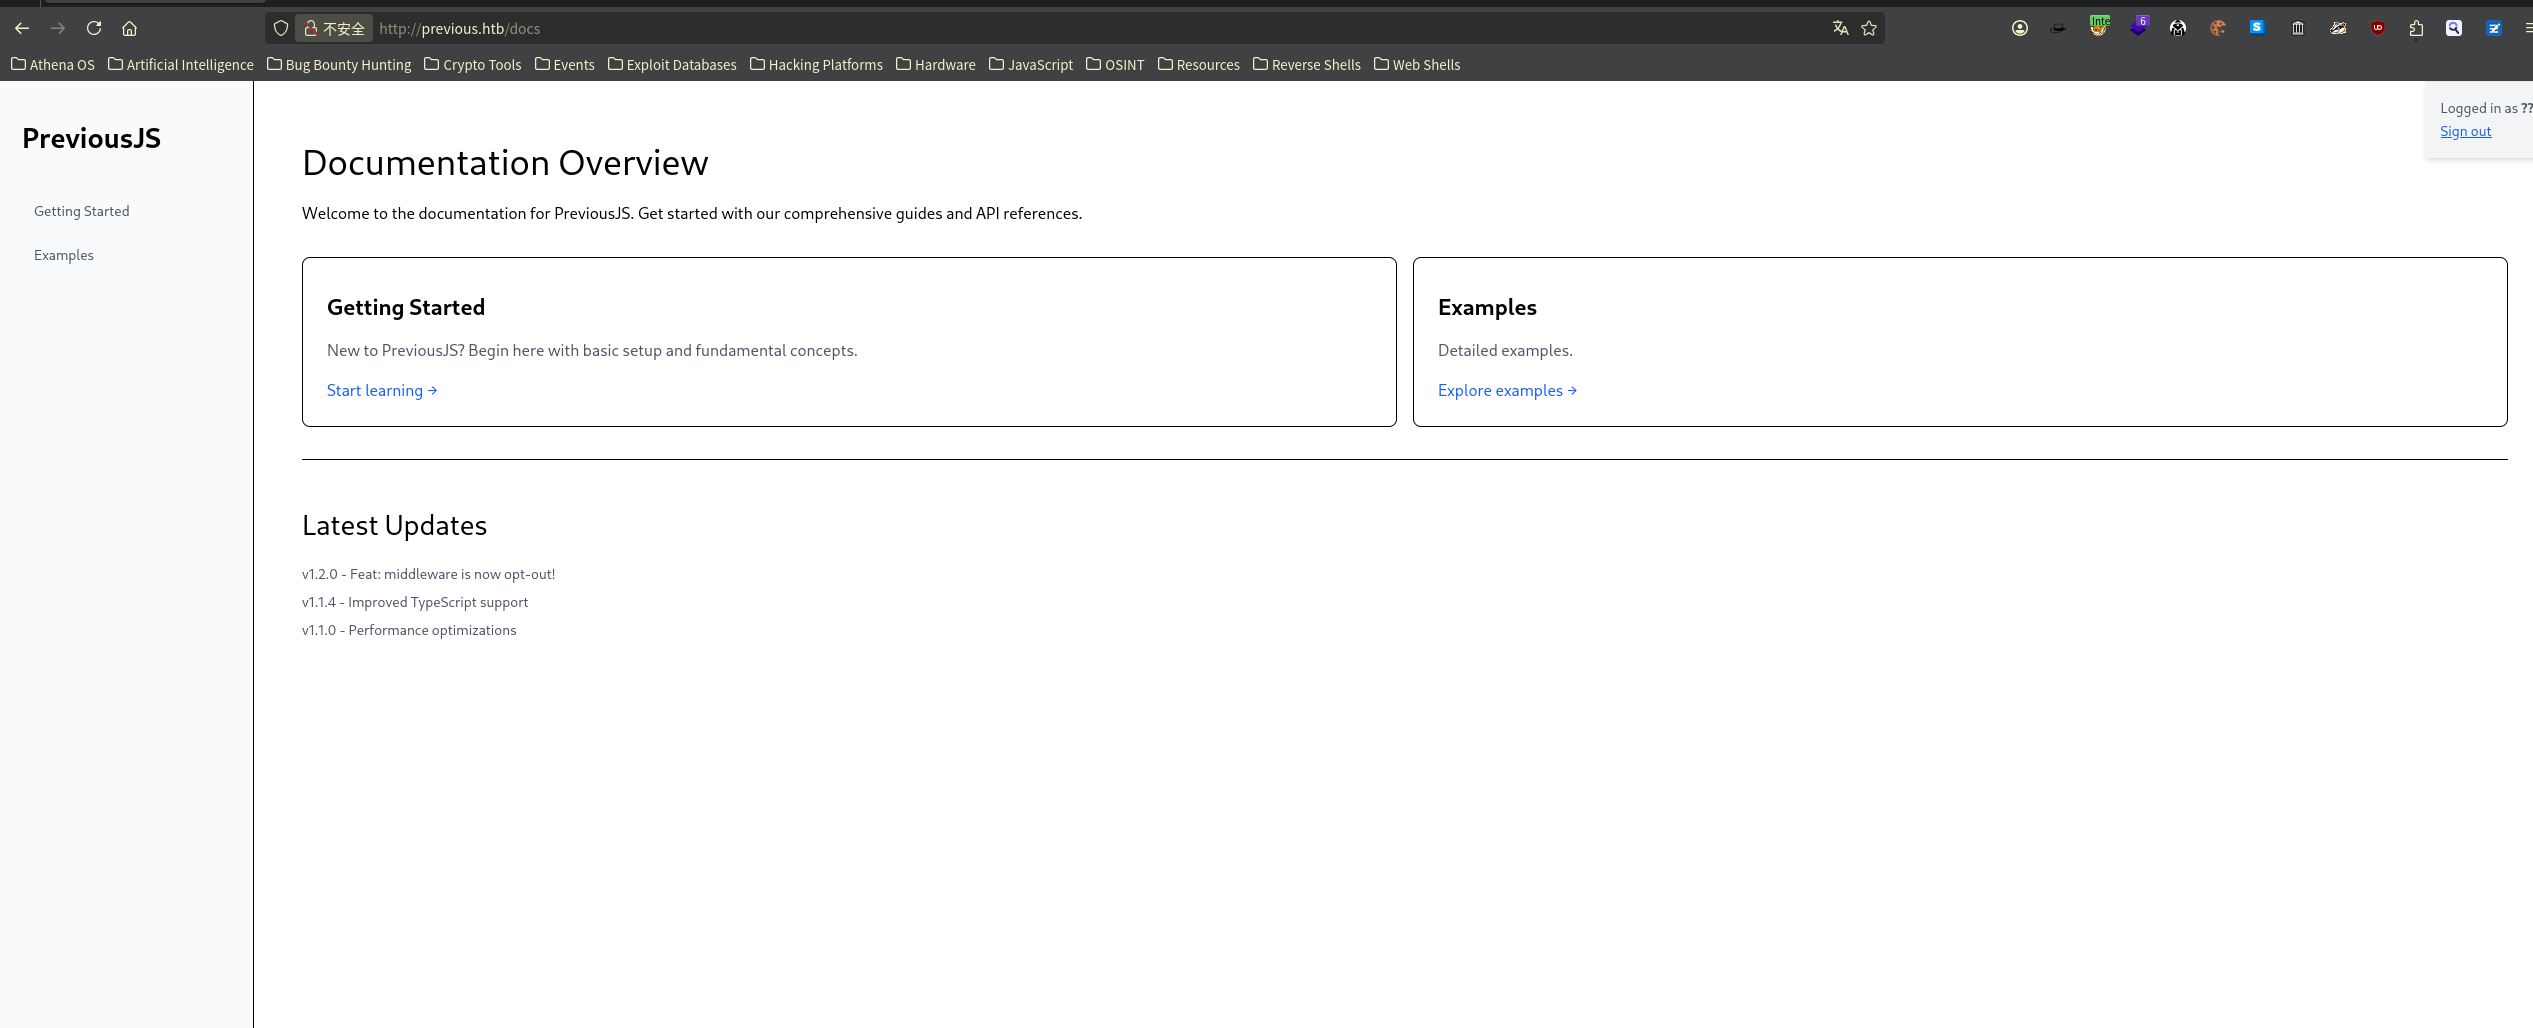 不安全 http://previous.htb/docs
Inte 6 S UD
Athena OS Artificial Intelligence Bug Bounty Hunting Crypto Tools Events Exploit Databases Hacking Platforms Hardware JavaScript OSINT Resources Reverse Shells Web Shells
PreviousJS
Getting Started
Examples
Logged in as ??
Sign out
Documentation Overview
Welcome to the documentation for PreviousJS. Get started with our comprehensive guides and API references.
Getting Started
New to PreviousJS? Begin here with basic setup and fundamental concepts.
Start learning →
Examples
Detailed examples.
Explore examples →
Latest Updates
v1.2.0 - Feat: middleware is now opt-out!
v1.1.4 - Improved TypeScript support
v1.1.0 - Performance optimizations